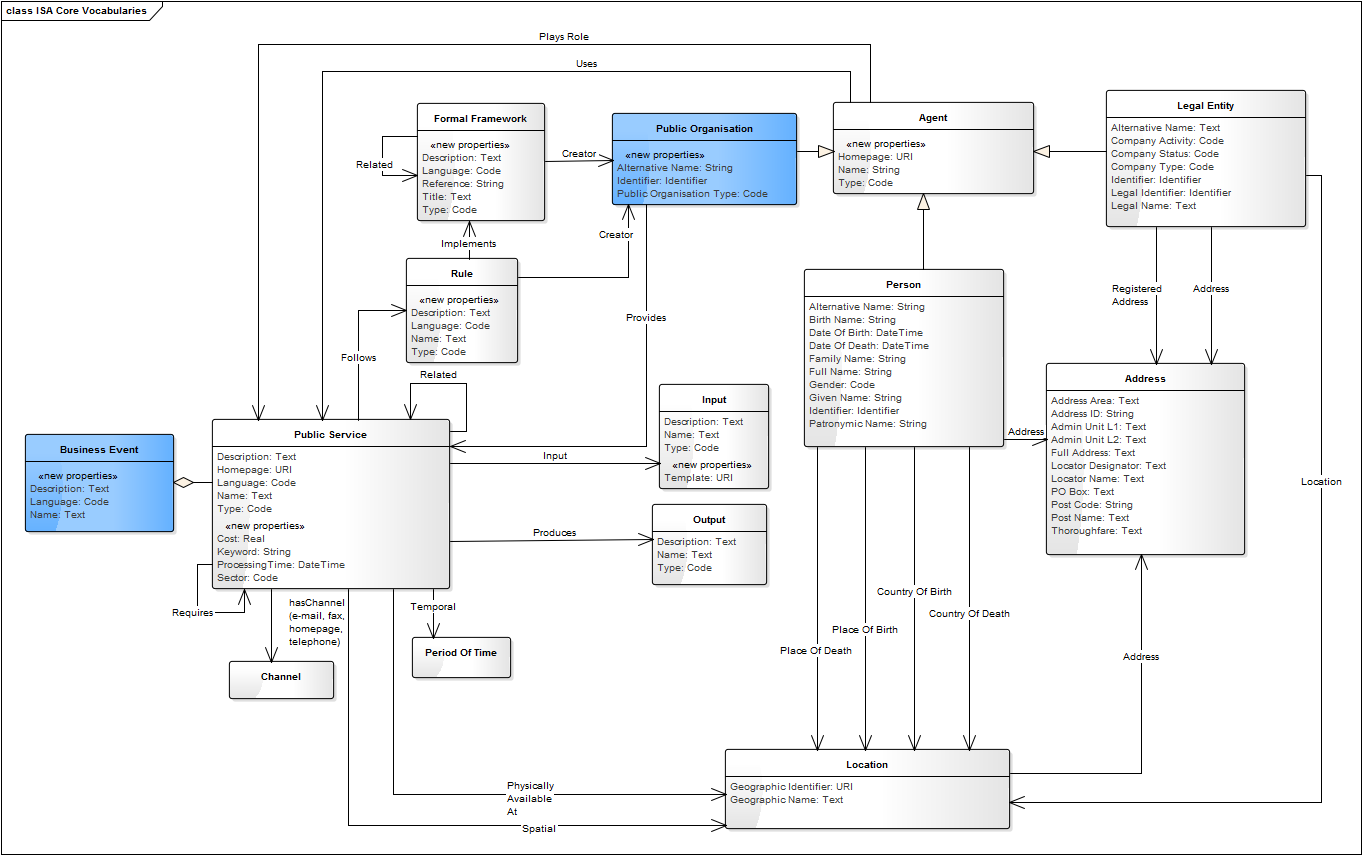 class ISA Core Vocabularies
Plays Role
Uses
Formal Framework
«new properties»
Description: Text
Language: Code
Reference: String
Title: Text
Type: Code
Related
Creator
Public Organisation
«new properties»
Alternative Name: String
Identifier: Identifier
Public Organisation Type: Code
Agent
«new properties»
Homepage: URI
Name: String
Type: Code
Legal Entity
Alternative Name: Text
Company Activity: Code
Company Status: Code
Company Type: Code
Identifier: Identifier
Legal Identifier: Identifier
Legal Name: Text
Implements
Creator
Rule
«new properties»
Description: Text
Language: Code
Name: Text
Type: Code
Provides
Follows
Related
Person
Alternative Name: String
Birth Name: String
Date Of Birth: DateTime
Date Of Death: DateTime
Family Name: String
Full Name: String
Gender: Code
Given Name: String
Identifier: Identifier
Patronymic Name: String
Registered
Address
Address
Address
Address
Address Area: Text
Address ID: String
Admin Unit L1: Text
Admin Unit L2: Text
Full Address: Text
Locator Designator: Text
Locator Name: Text
PO Box: Text
Post Code: String
Post Name: Text
Thoroughfare: Text
Location
Business Event
«new properties»
Description: Text
Language: Code
Name: Text
Public Service
Description: Text
Homepage: URI
Language: Code
Name: Text
Type: Code
«new properties»
Cost: Real
Keyword: String
ProcessingTime: DateTime
Sector: Code
Input
Input
Description: Text
Name: Text
Type: Code
«new properties»
Template: URI
Produces
Output
Description: Text
Name: Text
Type: Code
Requires
hasChannel
(e-mail, fax,
homepage,
telephone)
Temporal
Channel
Period Of Time
Country Of Birth
Country Of Death
Place Of Birth
Place Of Death
Address
Physically
Available
At
Spatial
Location
Geographic Identifier: URI
Geographic Name: Text